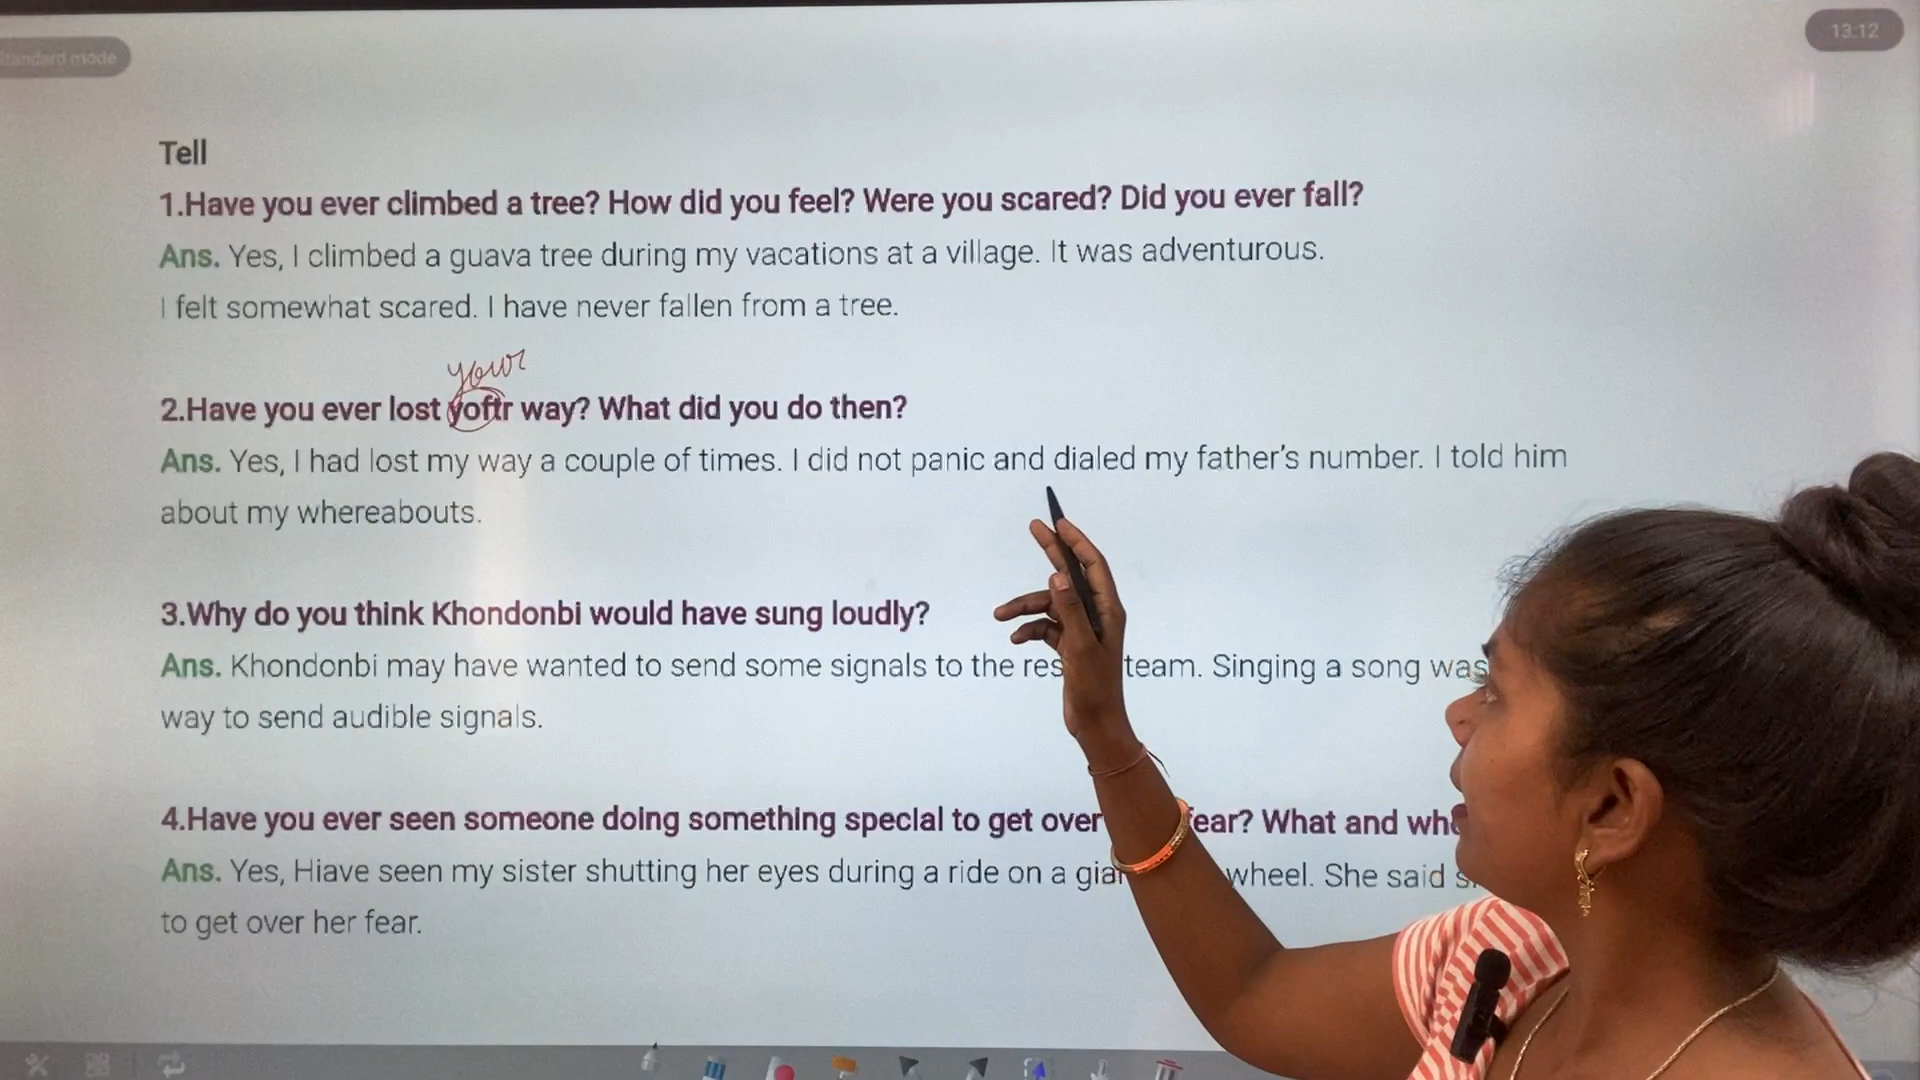 Standard mode
13:12
Tell
1.Have you ever climbed a tree? How did you feel? Were you scared? Did you ever fall?
Ans. Yes, I climbed a guava tree during my vacations at a village. It was adventurous.
I felt somewhat scared. I have never fallen from a tree.
your
2.Have you ever lost yoftr way? What did you do then?
Ans. Yes, I had lost my way a couple of times. I did not panic and dialed my father's number. I told him
about my whereabouts.
3.Why do you think Khondonbi would have sung loudly?
Ans. Khondonbi may have wanted to send some signals to the res team. Singing a song was
way to send audible signals.
4.Have you ever seen someone doing something special to get over fear? What and
Ans. Yes, Hiave seen my sister shutting her eyes during a ride on a wheel. She said
to get over her fear.